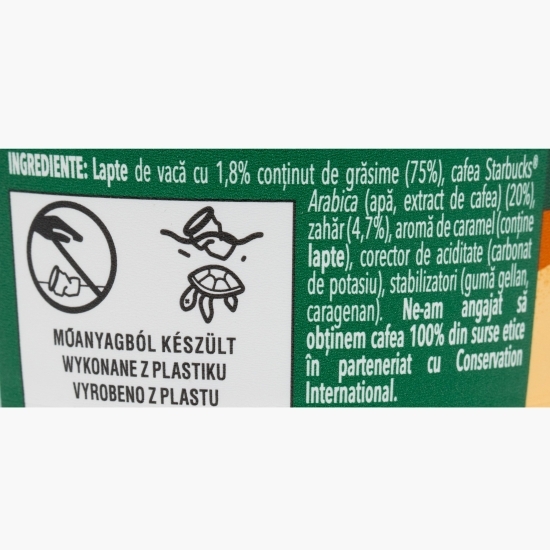 INGREDIENTE: Lapte de vacă cu 1,8% conținut de grăsime (75%), cafea Starbucks®
Arabica (apă, extract de cafea) (20%),
zahăr (4,7%), aromă de caramel (conține
lapte), corector de aciditate (carbonat
de potasiu), stabilizatori (gumă gellan,
caragenan). Ne-am angajat să
obținem cafea 100% din surse etice
în parteneriat cu Conservation
International.
MŰANYAGBÓL KÉSZÜLT
WYKONANE Z PLASTIKU
VYROBENO Z PLASTU